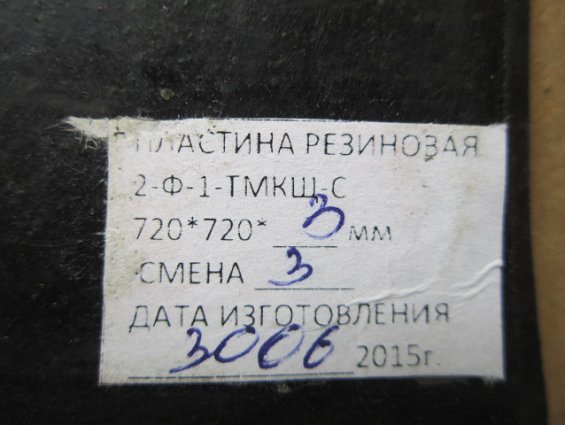 ПЛАСТИНА РЕЗИНОВАЯ
2-Ф-1-ТМКЩ-С
720*720* 3 мм
СМЕНА 3
ДАТА ИЗГОТОВЛЕНИЯ
3006 2015г.